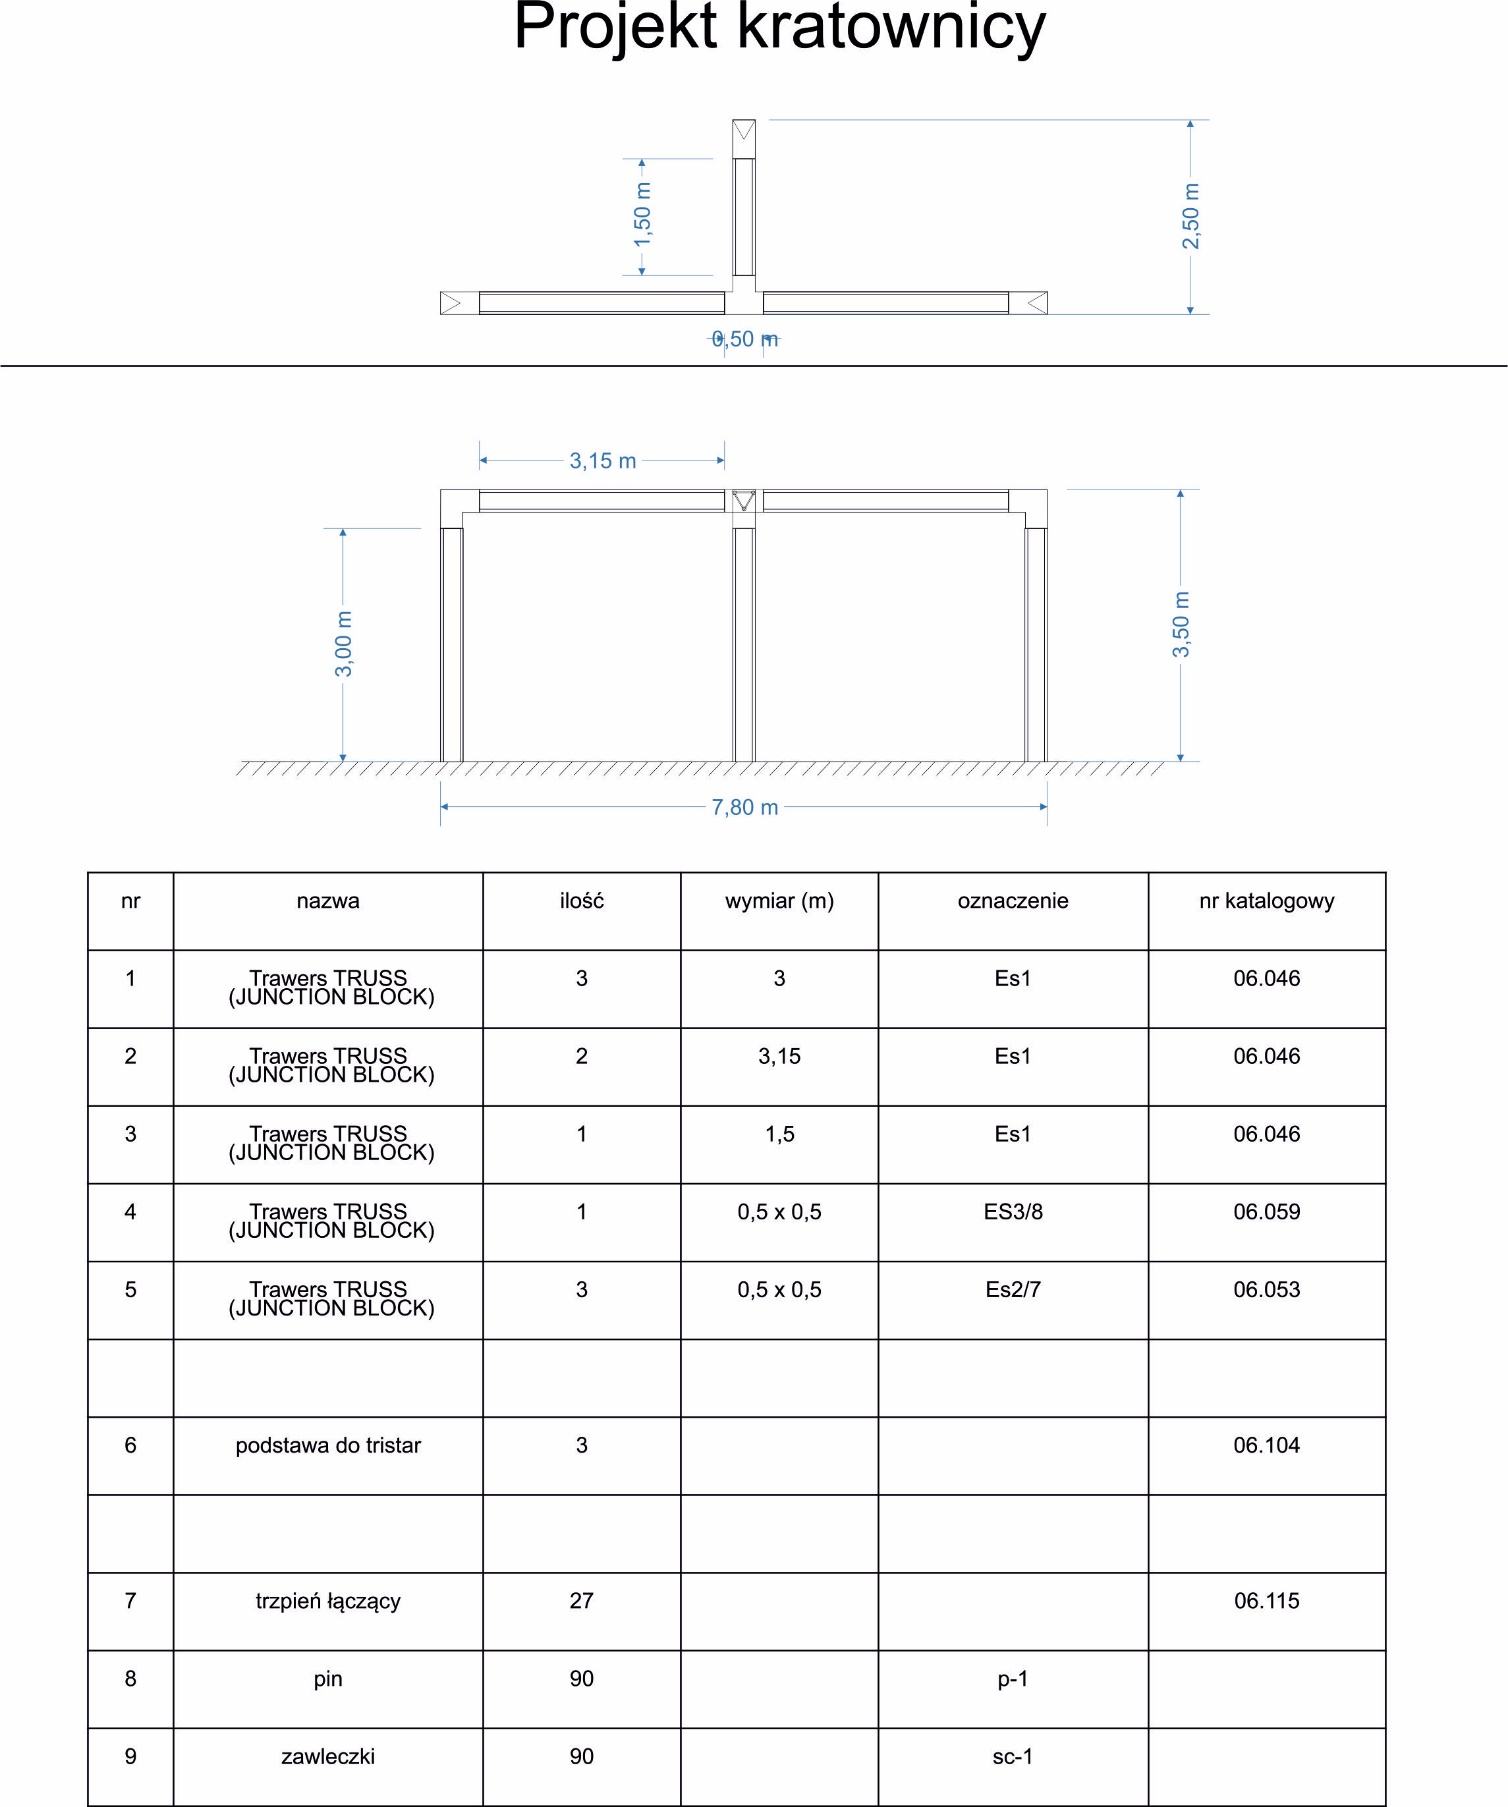 Projekt kratownicy
1,50 m
2,50 m
0,50 m
3,15 m
3,00 m
3,50 m
7,80 m
nr nazwa ilość wymiar (m) oznaczenie nr katalogowy
1 Trawers TRUSS 3 3 Es1 06.046
(JUNCTION BLOCK)
2 Trawers TRUSS 2 3,15 Es1 06.046
(JUNCTION BLOCK)
3 Trawers TRUSS 1 1,5 Es1 06.046
(JUNCTION BLOCK)
4 Trawers TRUSS 1 0,5 x 0,5 ES3/8 06.059
(JUNCTION BLOCK)
5 Trawers TRUSS 3 0,5 x 0,5 Es2/7 06.053
(JUNCTION BLOCK)
6 podstawa do tristar 3 06.104
7 trzpień łączący 27 06.115
8 pin 90 p-1
9 zawleczki 90 sc-1